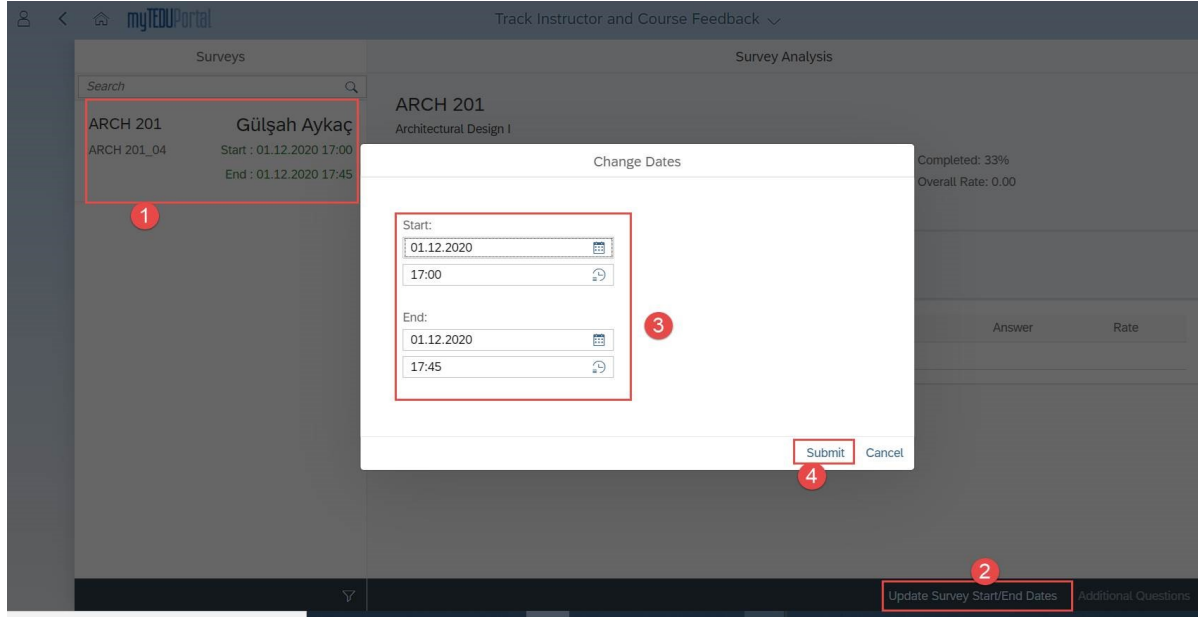 myTEDUPortal
Track Instructor and Course Feedback
Surveys
Survey Analysis
Search
ARCH 201
Gülşah Aykaç
ARCH 201_04
Start : 01.12.2020 17:00
End : 01.12.2020 17:45
1
ARCH 201
Architectural Design I
Completed: 33%
Overall Rate: 0.00
Answer
Rate
Change Dates
Start:
01.12.2020
17:00
End:
01.12.2020
17:45
3
Submit
Cancel
4
2
Update Survey Start/End Dates
Additional Questions